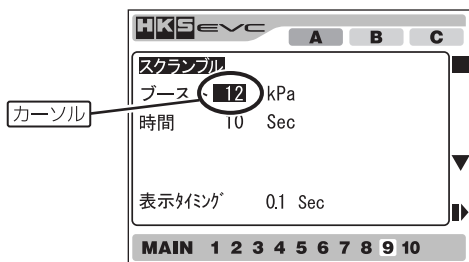 HKS EVC
A B C
スクランブル
ブースト 12 kPa
カーソル
時間 10 Sec
表示ﾀｲﾐﾝｸﾞ 0.1 Sec
MAIN 1 2 3 4 5 6 7 8 9 10